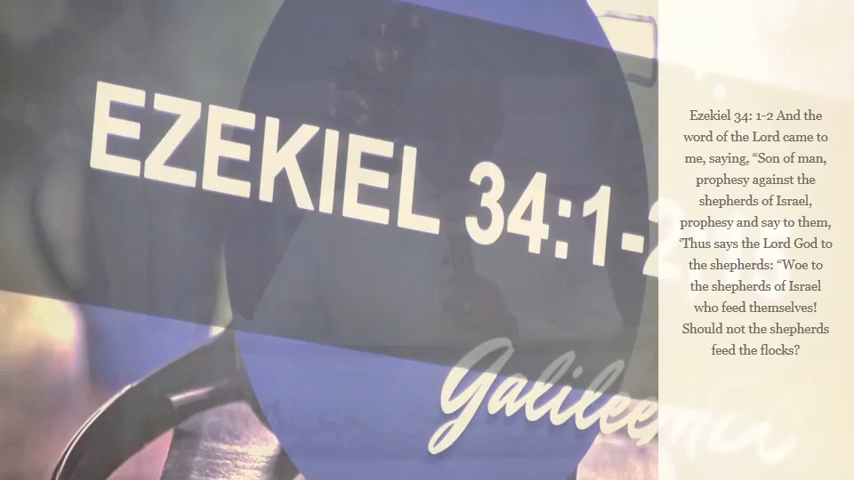 EZEKIEL 34:1-2
Galileemin
Ezekiel 34: 1-2 And the
word of the Lord came to
me, saying, “Son of man,
prophesy against the
shepherds of Israel,
prophesy and say to them,
‘Thus says the Lord God to
the shepherds: “Woe to
the shepherds of Israel
who feed themselves!
Should not the shepherds
feed the flocks?